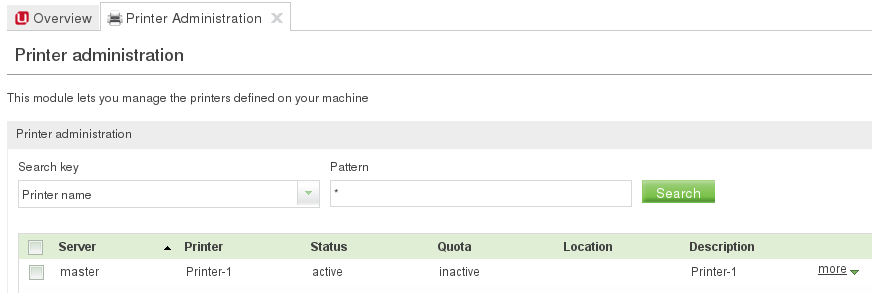 Overview Printer Administration
Printer administration
This module lets you manage the printers defined on your machine
Printer administration
Search key Pattern
Printer name * Search
Server Printer Status Quota Location Description
master Printer-1 active inactive Printer-1 more